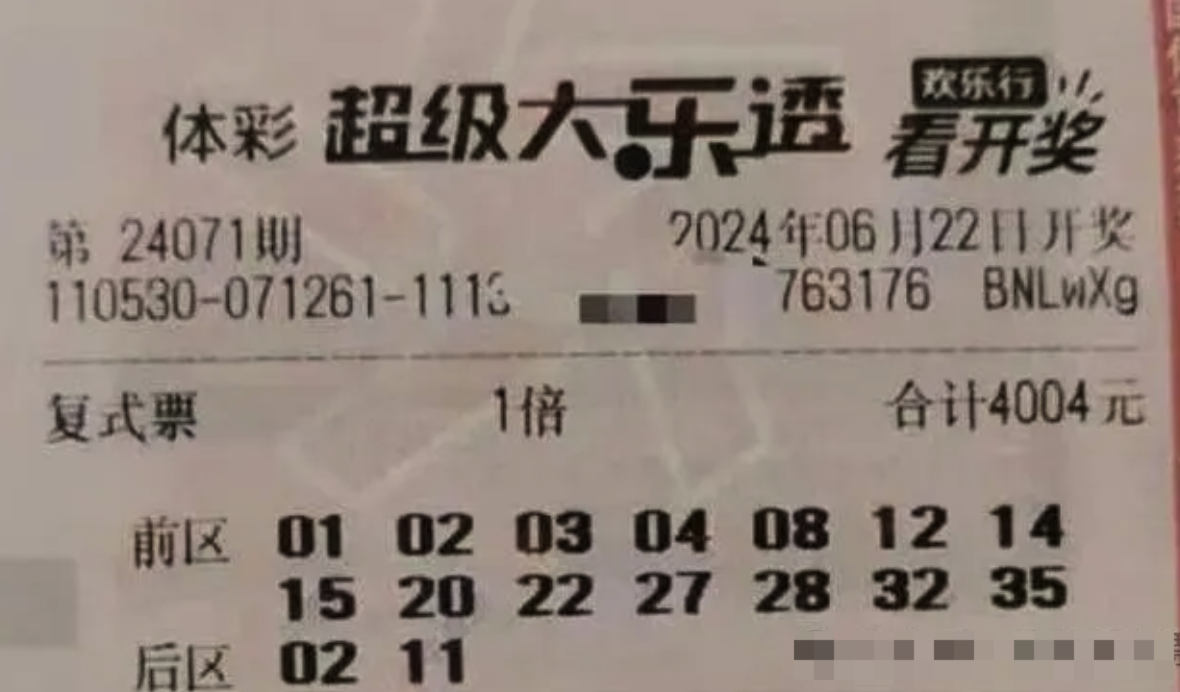 体彩 超级大乐透 欢乐行 看开奖
第 24071期 2024年06月22日开奖
110530-071261-1113 763176 BNLwXg
复式票 1倍 合计4004元
前区 01 02 03 04 08 12 14
15 20 22 27 28 32 35
后区 02 11